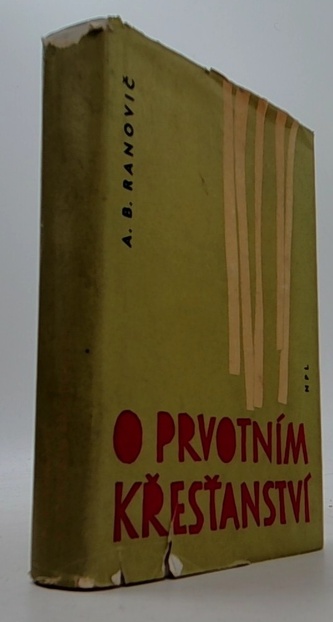 A. B. RANOVIČ
NPL
O PRVOTNÍM
KŘESŤANSTVÍ